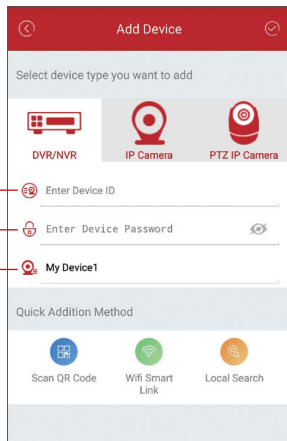 Add Device
Select device type you want to add
DVR/NVR
IP Camera
PTZ IP Camera
Enter Device ID
Enter Device Password
My Device1
Quick Addition Method
Scan QR Code
Wifi Smart
Link
Local Search